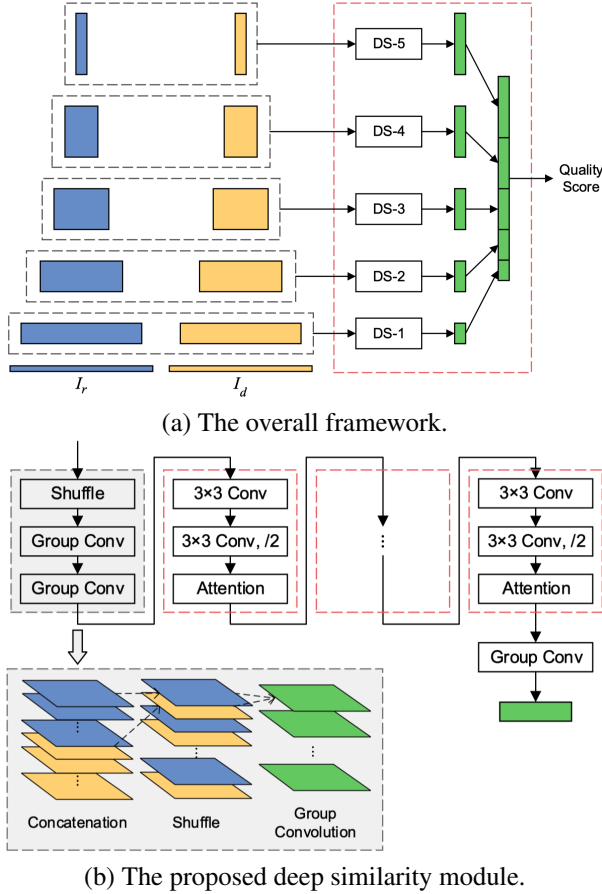 DS-5
DS-4
DS-3
DS-2
DS-1
Quality
Score
I_r
I_d
(a) The overall framework.
Shuffle
Group Conv
Group Conv
3×3 Conv
3×3 Conv, /2
Attention
⋮
3×3 Conv
3×3 Conv, /2
Attention
Group Conv
Concatenation
Shuffle
Group
Convolution
(b) The proposed deep similarity module.